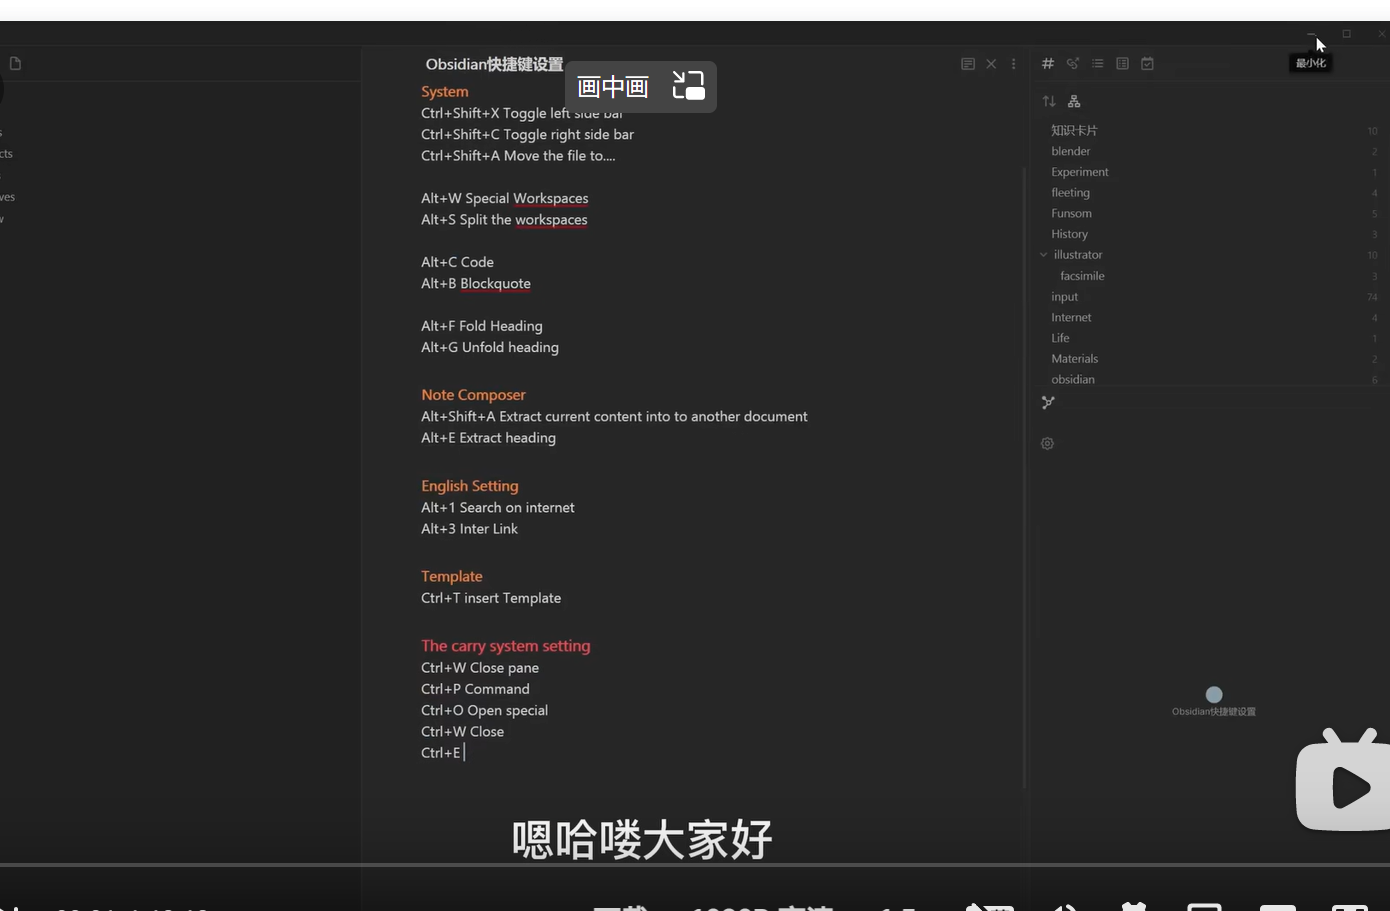 最小化
Obsidian快捷键设置
画中画
System
Ctrl+Shift+X Toggle left side bar
Ctrl+Shift+C Toggle right side bar
Ctrl+Shift+A Move the file to....
Alt+W Special Workspaces
Alt+S Split the workspaces
Alt+C Code
Alt+B Blockquote
Alt+F Fold Heading
Alt+G Unfold heading
Note Composer
Alt+Shift+A Extract current content into to another document
Alt+E Extract heading
English Setting
Alt+1 Search on internet
Alt+3 Inter Link
Template
Ctrl+T insert Template
The carry system setting
Ctrl+W Close pane
Ctrl+P Command
Ctrl+O Open special
Ctrl+W Close
Ctrl+E
知识卡片 10
blender 2
Experiment 1
fleeting 4
Funsom 5
History 3
illustrator 10
facsimile 3
input 74
Internet 4
Life 1
Materials 2
obsidian 6
Obsidian快捷键设置
嗯哈喽大家好